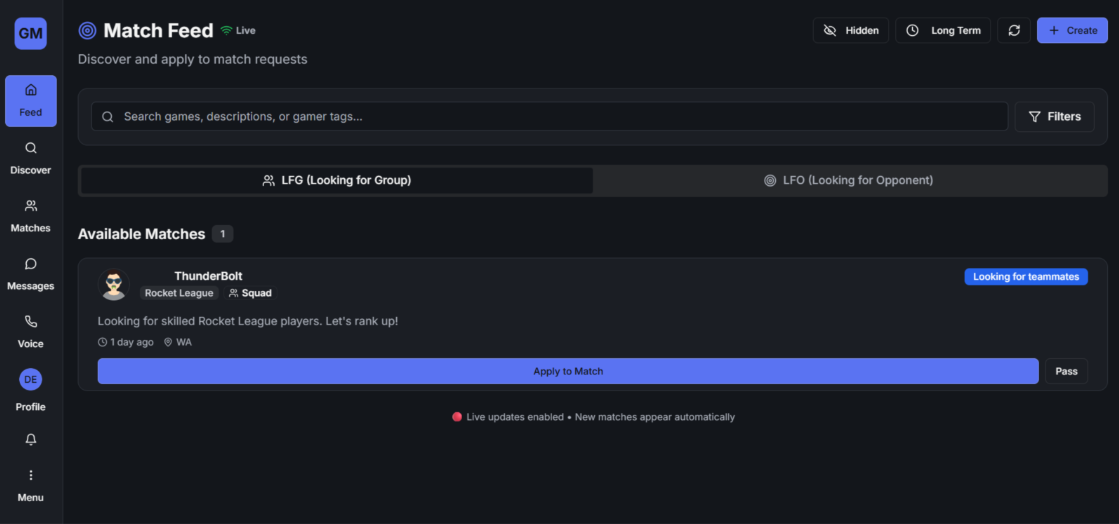 GM
Feed
Discover
Matches
Messages
Voice
DE
Profile
Menu
Match Feed Live
Hidden
Long Term
Create
Discover and apply to match requests
Search games, descriptions, or gamer tags...
Filters
LFG (Looking for Group)
LFO (Looking for Opponent)
Available Matches 1
ThunderBolt
Looking for teammates
Rocket League Squad
Looking for skilled Rocket League players. Let's rank up!
1 day ago WA
Apply to Match
Pass
Live updates enabled • New matches appear automatically